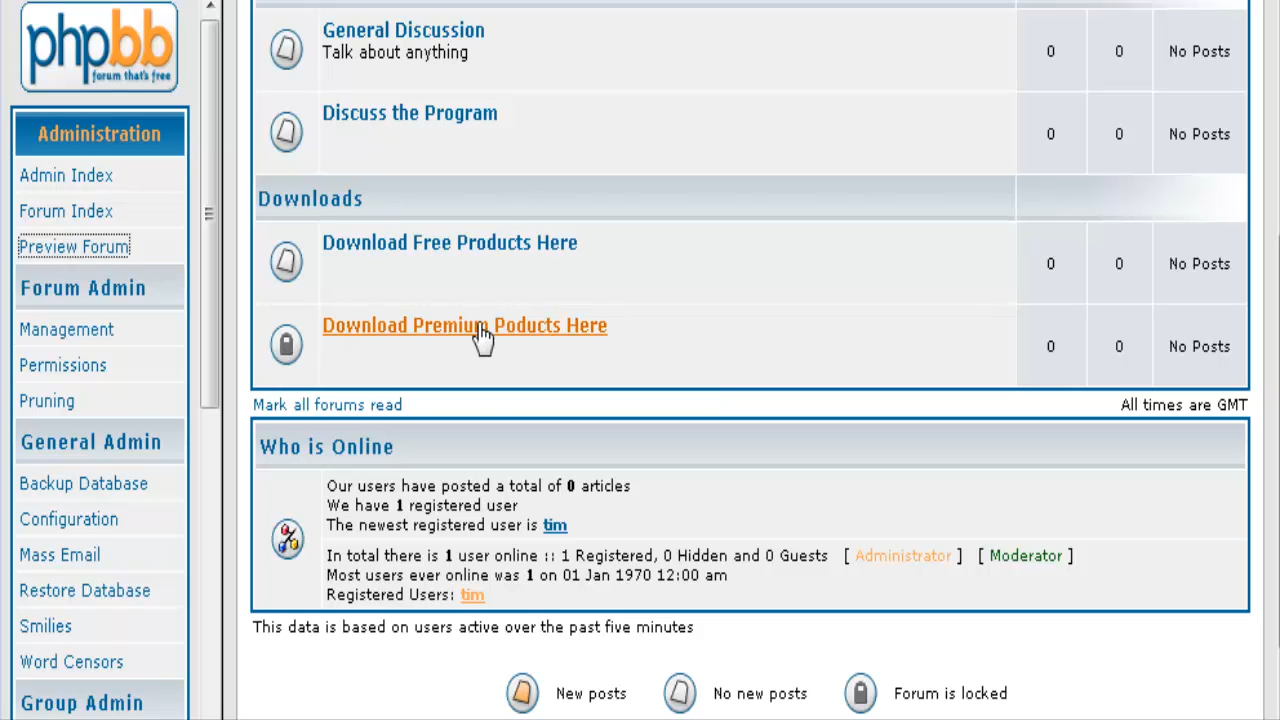 phpbb
forum that's free
Administration
Admin Index
Forum Index
Preview Forum
Forum Admin
Management
Permissions
Pruning
General Admin
Backup Database
Configuration
Mass Email
Restore Database
Smilies
Word Censors
Group Admin
General Discussion
Talk about anything
0 0 No Posts
Discuss the Program
0 0 No Posts
Downloads
Download Free Products Here
0 0 No Posts
Download Premium Poducts Here
0 0 No Posts
Mark all forums read All times are GMT
Who is Online
Our users have posted a total of 0 articles
We have 1 registered user
The newest registered user is tim
In total there is 1 user online :: 1 Registered, 0 Hidden and 0 Guests [ Administrator ] [ Moderator ]
Most users ever online was 1 on 01 Jan 1970 12:00 am
Registered Users: tim
This data is based on users active over the past five minutes
New posts No new posts Forum is locked